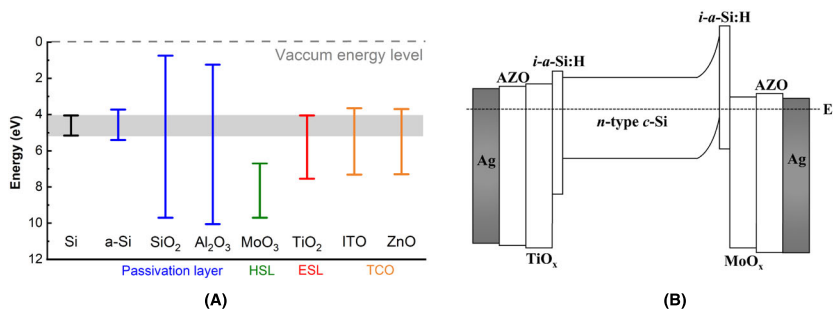 0
2
4
6
8
10
12
Energy (eV)
Vaccum energy level
Si a-Si SiO₂ Al₂O₃ MoO₃ TiO₂ ITO ZnO
Passivation layer HSL ESL TCO
(A)
i-a-Si:H
i-a-Si:H
AZO
AZO
E
n-type c-Si
Ag
Ag
TiOₓ
MoOₓ
(B)